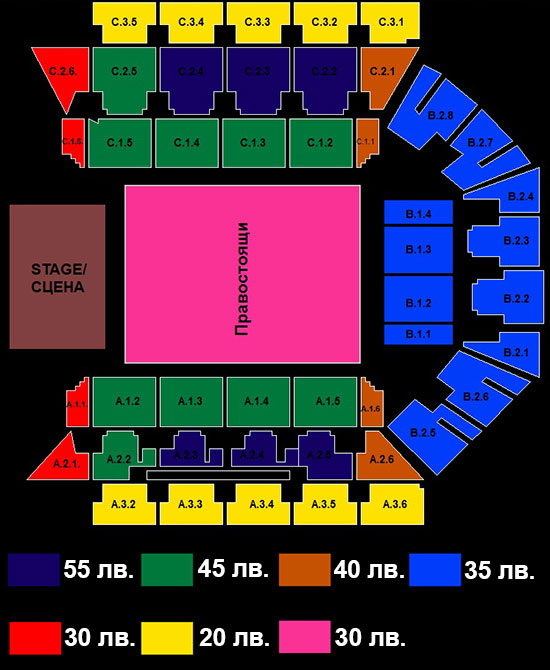 C.3.5 C.3.4 C.3.3 C.3.2 C.3.1
C.2.6. C.2.5 C.2.4 C.2.3 C.2.2 C.2.1
C.1.6 C.1.5 C.1.4 C.1.3 C.1.2 C.1.1
B.2.8
B.2.7
B.2.4
B.2.3
B.2.2
B.2.1
B.2.6
B.2.5
B.1.4
B.1.3
B.1.2
B.1.1
STAGE/
СЦЕНА
Правостоящи
A.1.1. A.1.2 A.1.3 A.1.4 A.1.5 A.1.6
A.2.1. A.2.2 A.2.3 A.2.4 A.2.5 A.2.6
A.3.2 A.3.3 A.3.4 A.3.5 A.3.6
55 лв. 45 лв. 40 лв. 35 лв.
30 лв. 20 лв. 30 лв.